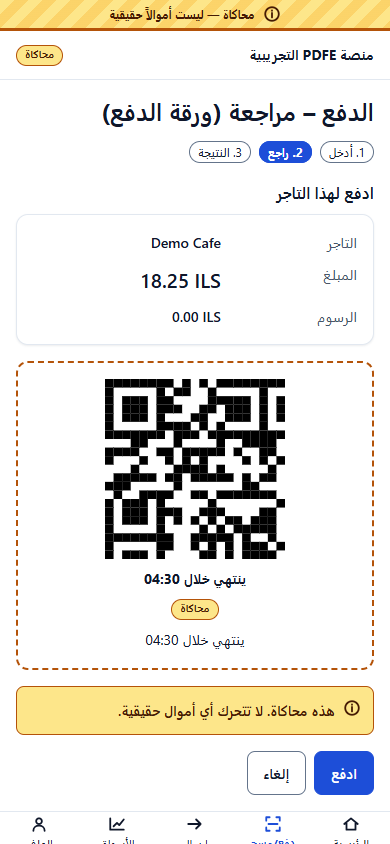 محاكاة — ليست أموالاً حقيقية
منصة PDFE التجريبية
محاكاة
الدفع – مراجعة (ورقة الدفع)
1. أدخل
2. راجع
3. النتيجة
ادفع لهذا التاجر
التاجر Demo Cafe
المبلغ 18.25 ILS
الرسوم 0.00 ILS
ينتهي خلال 04:30
محاكاة
ينتهي خلال 04:30
هذه محاكاة. لا تتحرك أي أموال حقيقية.
ادفع
إلغاء